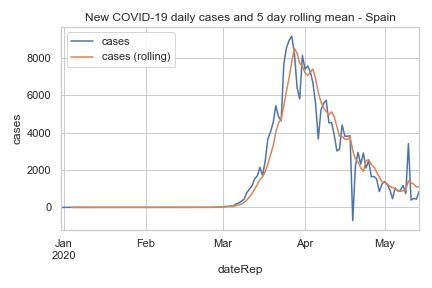 New COVID-19 daily cases and 5 day rolling mean - Spain
cases
cases (rolling)
8000
6000
4000
2000
0
cases
Jan
2020
Feb
Mar
Apr
May
dateRep